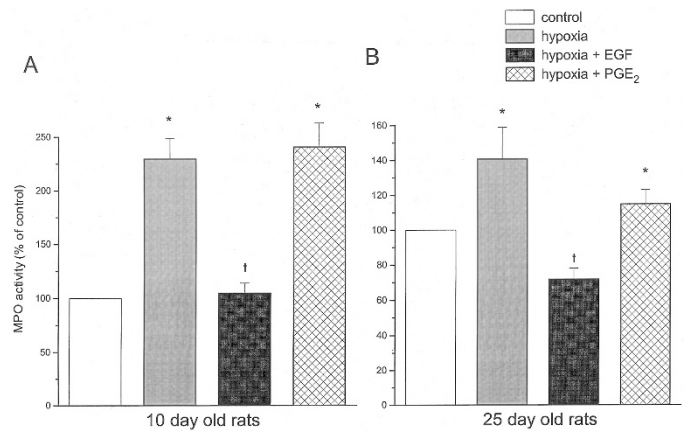 control
hypoxia
hypoxia + EGF
hypoxia + PGE2
A
B
MPO activity (% of control)
250
200
150
100
50
0
*
*
†
160
140
120
100
80
60
40
20
0
*
*
†
10 day old rats
25 day old rats